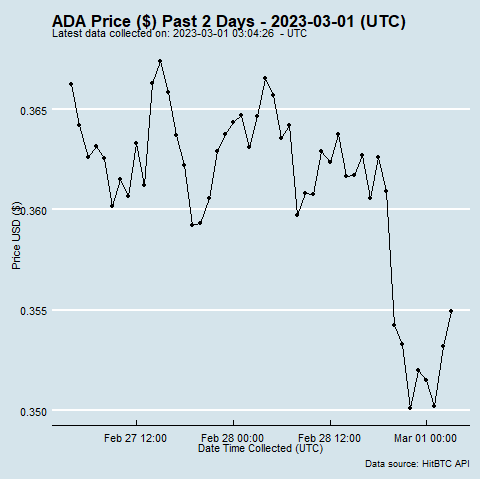 ADA Price ($) Past 2 Days - 2023-03-01 (UTC)
Latest data collected on: 2023-03-01 03:04:26 - UTC
Price USD ($)
0.365
0.360
0.355
0.350
Feb 27 12:00
Feb 28 00:00
Feb 28 12:00
Mar 01 00:00
Date Time Collected (UTC)
Data source: HitBTC API